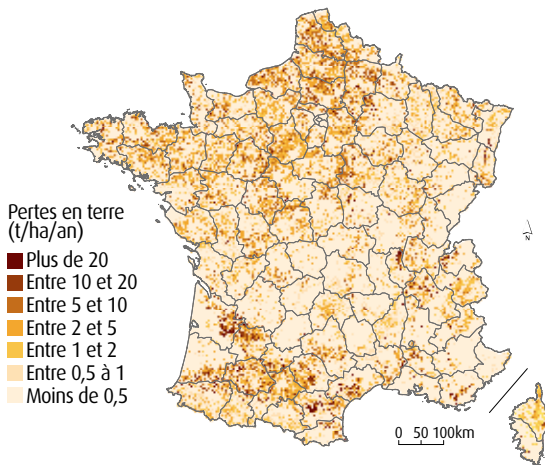 Pertes en terre
(t/ha/an)
Plus de 20
Entre 10 et 20
Entre 5 et 10
Entre 2 et 5
Entre 1 et 2
Entre 0,5 à 1
Moins de 0,5
N
0 50 100km